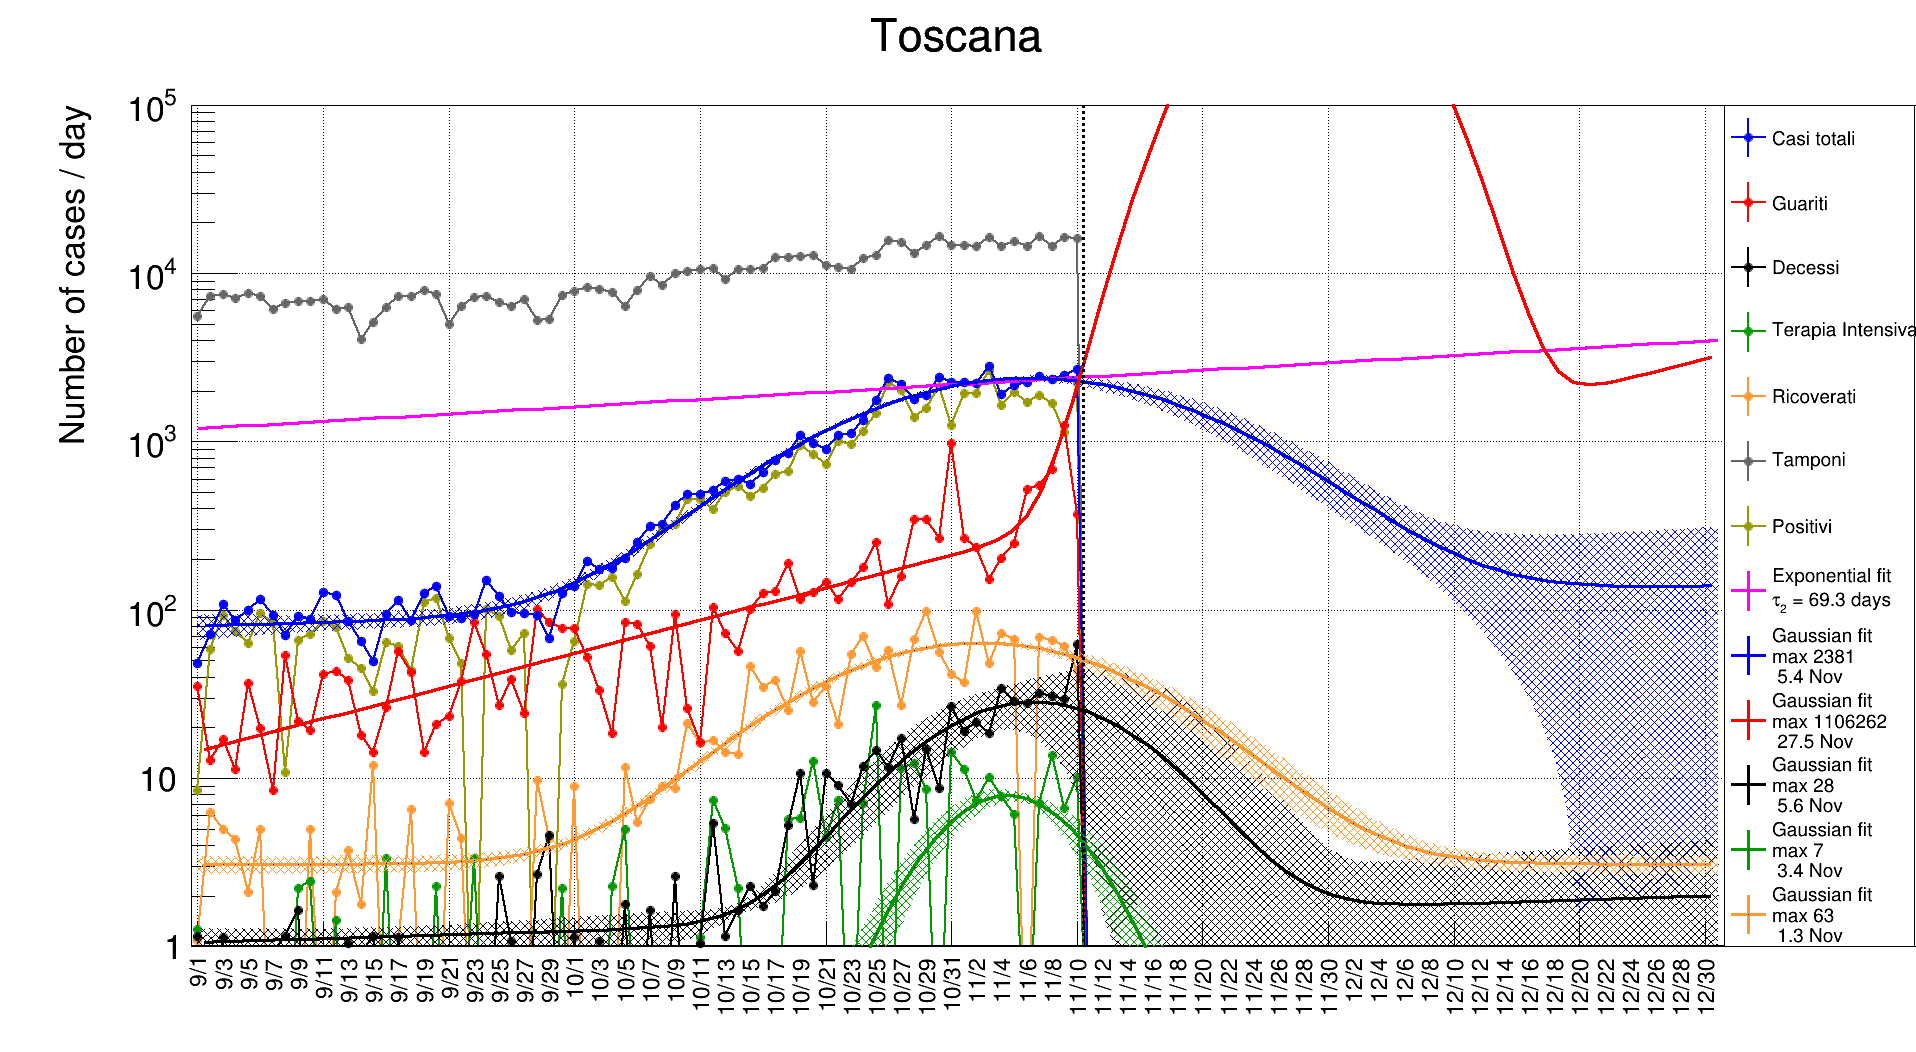 Toscana
Number of cases / day
10^5
10^4
10^3
10^2
10
1
9/1
9/3
9/5
9/7
9/9
9/11
9/13
9/15
9/17
9/19
9/21
9/23
9/25
9/27
9/29
10/1
10/3
10/5
10/7
10/9
10/11
10/13
10/15
10/17
10/19
10/21
10/23
10/25
10/27
10/29
10/31
11/2
11/4
11/6
11/8
11/10
11/12
11/14
11/16
11/18
11/20
11/22
11/24
11/26
11/28
11/30
12/2
12/4
12/6
12/8
12/10
12/12
12/14
12/16
12/18
12/20
12/22
12/24
12/26
12/28
12/30
Casi totali
Guariti
Decessi
Terapia Intensiva
Ricoverati
Tamponi
Positivi
Exponential fit
τ₂ = 69.3 days
Gaussian fit
max 2381
5.4 Nov
Gaussian fit
max 1106262
27.5 Nov
Gaussian fit
max 28
5.6 Nov
Gaussian fit
max 7
3.4 Nov
Gaussian fit
max 63
1.3 Nov